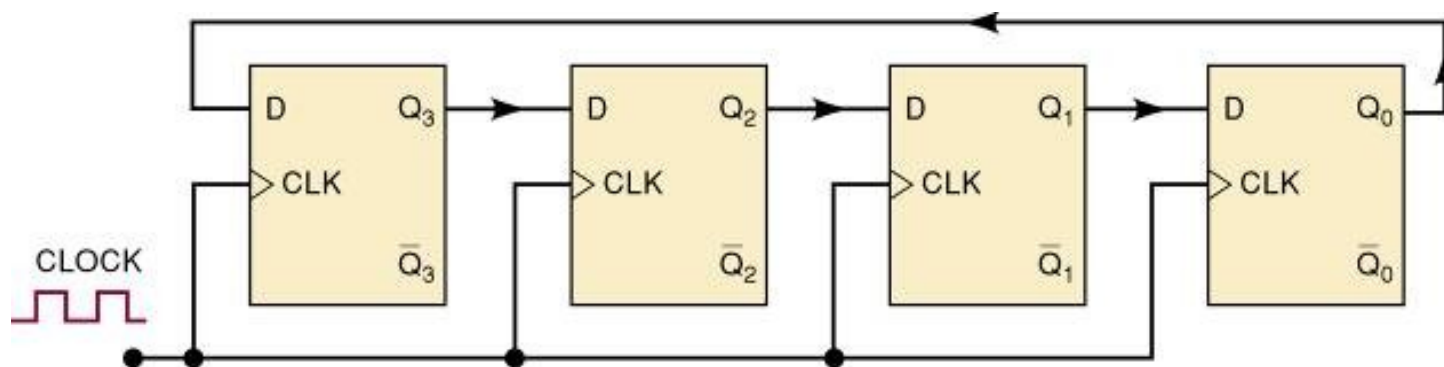 D Q₃ D Q₂ D Q₁ D Q₀
CLK CLK CLK CLK
CLOCK Q̅₃ Q̅₂ Q̅₁ Q̅₀